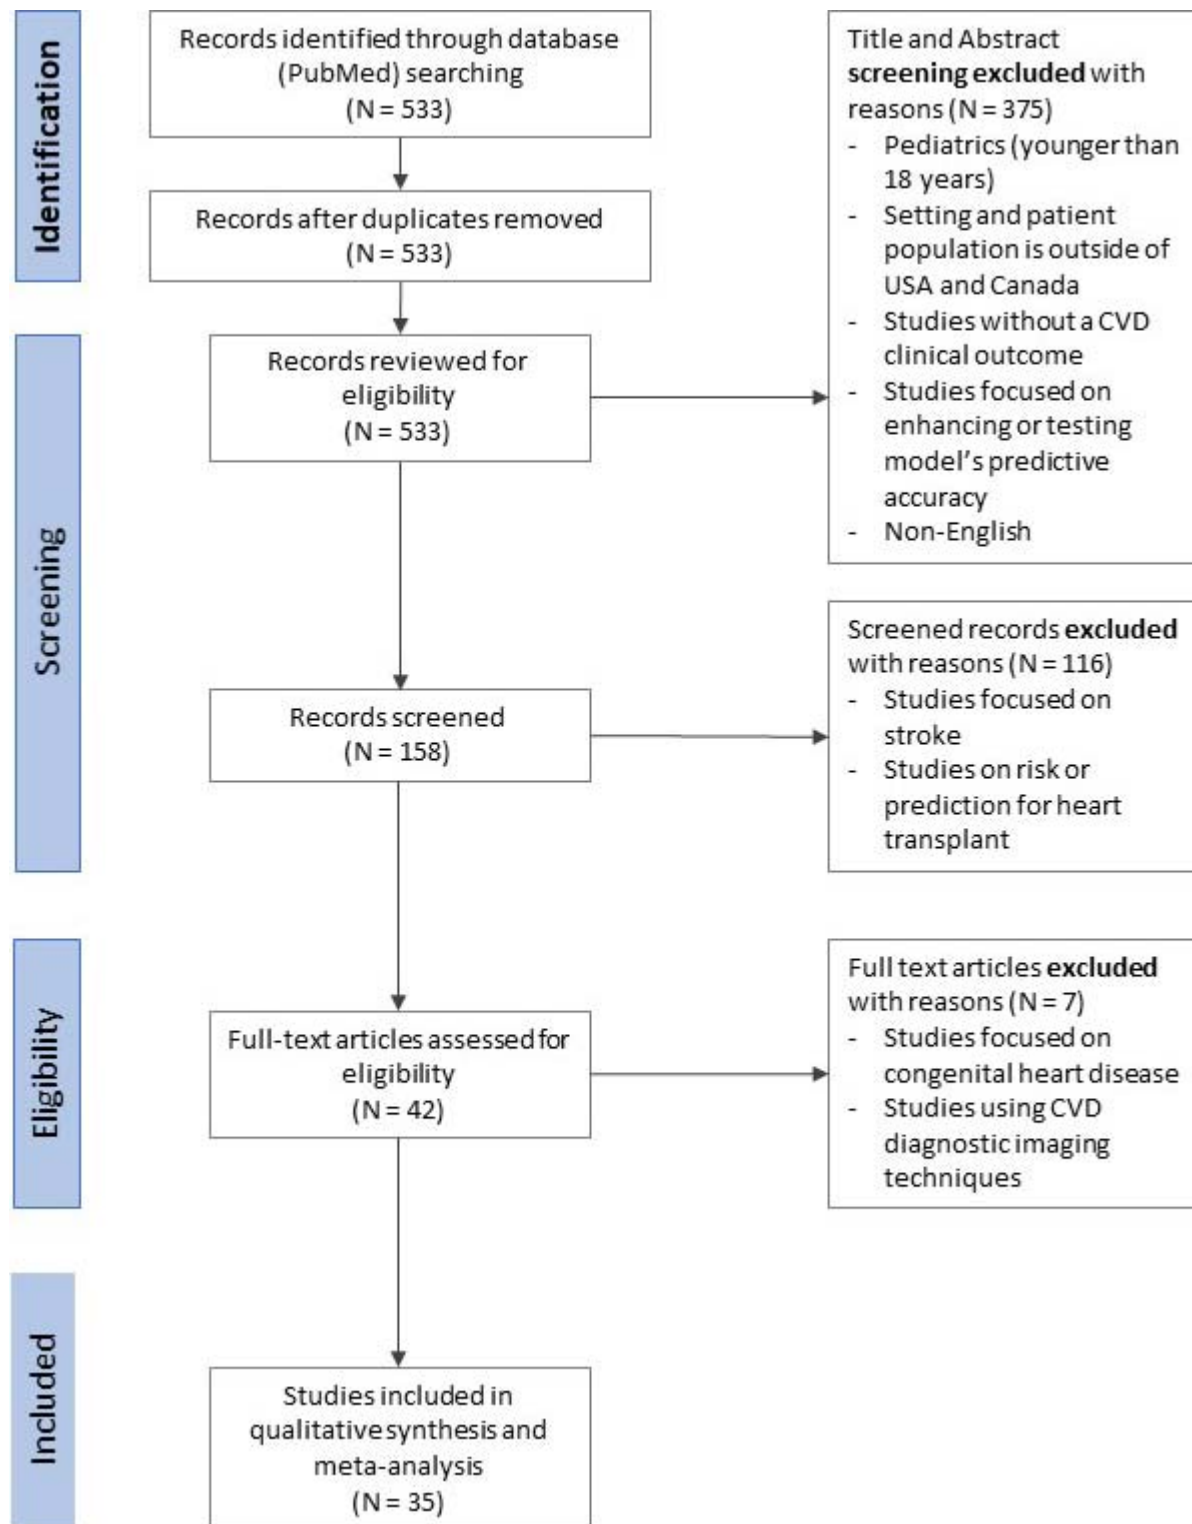 Identification
Records identified through database
(PubMed) searching
(N = 533)
Records after duplicates removed
(N = 533)
Screening
Records reviewed for
eligibility
(N = 533)
Title and Abstract
screening excluded with
reasons (N = 375)
- Pediatrics (younger than
18 years)
- Setting and patient
population is outside of
USA and Canada
- Studies without a CVD
clinical outcome
- Studies focused on
enhancing or testing
model’s predictive
accuracy
- Non-English
Records screened
(N = 158)
Screened records excluded
with reasons (N = 116)
- Studies focused on
stroke
- Studies on risk or
prediction for heart
transplant
Eligibility
Full-text articles assessed for
eligibility
(N = 42)
Full text articles excluded
with reasons (N = 7)
- Studies focused on
congenital heart disease
- Studies using CVD
diagnostic imaging
techniques
Included
Studies included in
qualitative synthesis and
meta-analysis
(N = 35)